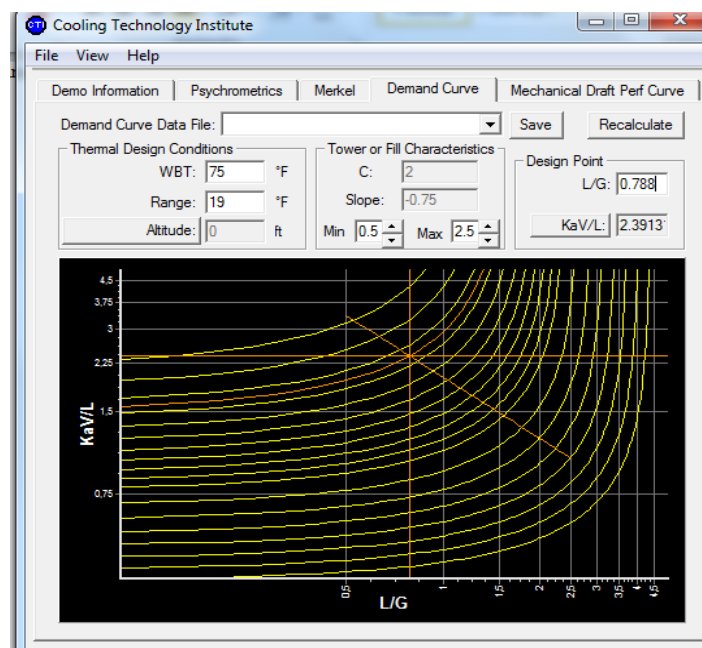 CTI Cooling Technology Institute
File View Help
Demo Information Psychrometrics Merkel Demand Curve Mechanical Draft Perf Curve
Demand Curve Data File: Save Recalculate
Thermal Design Conditions Tower or Fill Characteristics Design Point
WBT: 75 °F C: 2 L/G: 0.788
Range: 19 °F Slope: -0.75 KaV/L: 2.3913
Altitude: 0 ft Min 0.5 Max 2.5
4,5
3,75
3
2,25
1,5
0,75
KaV/L
0,5 1 1,5 2 2,5 3 3,5 4 4,5
L/G